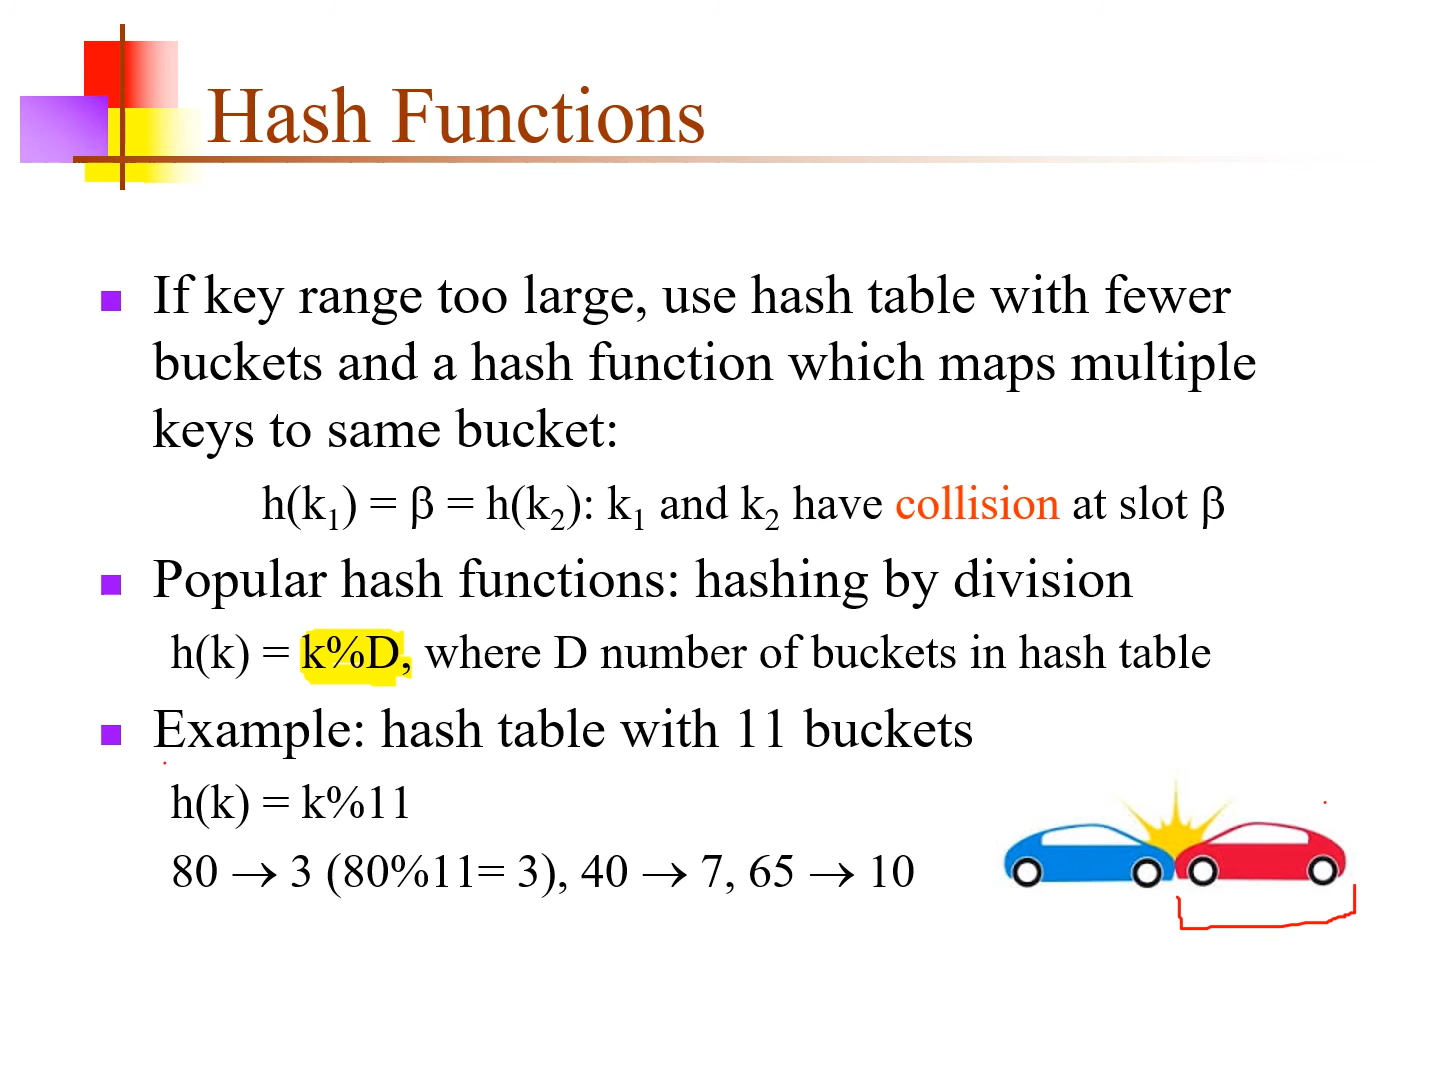 Hash Functions
If key range too large, use hash table with fewer
buckets and a hash function which maps multiple
keys to same bucket:
h(k₁) = β = h(k₂): k₁ and k₂ have collision at slot β
Popular hash functions: hashing by division
h(k) = k%D, where D number of buckets in hash table
Example: hash table with 11 buckets
h(k) = k%11
80 → 3 (80%11= 3), 40 → 7, 65 → 10